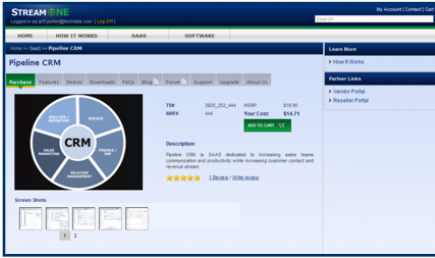 STREAMONE
My Account | Contact | Cart
Logged in as jeff.porter@techdata.com | Log Off |
Search
HOME HOW IT WORKS SAAS SOFTWARE
Home >> SaaS >> Pipeline CRM
Learn More
Pipeline CRM
> How It Works
Purchase Features Demos Downloads FAQs Blog Forum Support Upgrade About Us
Partner Links
> Vendor Portal
> Reseller Portal
TD# 2920_202_444 MSRP: $19.95
MFR# 444 Your Cost: $14.71
ADD TO CART
SERVICE
CRM
FINANCE /
RELATION
MANAGEMENT
SALES
Description:
Pipeline CRM is SAAS dedicated to increasing sales teams
communication and productivity while increasing customer contact and
revenue stream.
1 Review / Write review
Screen Shots
1 2